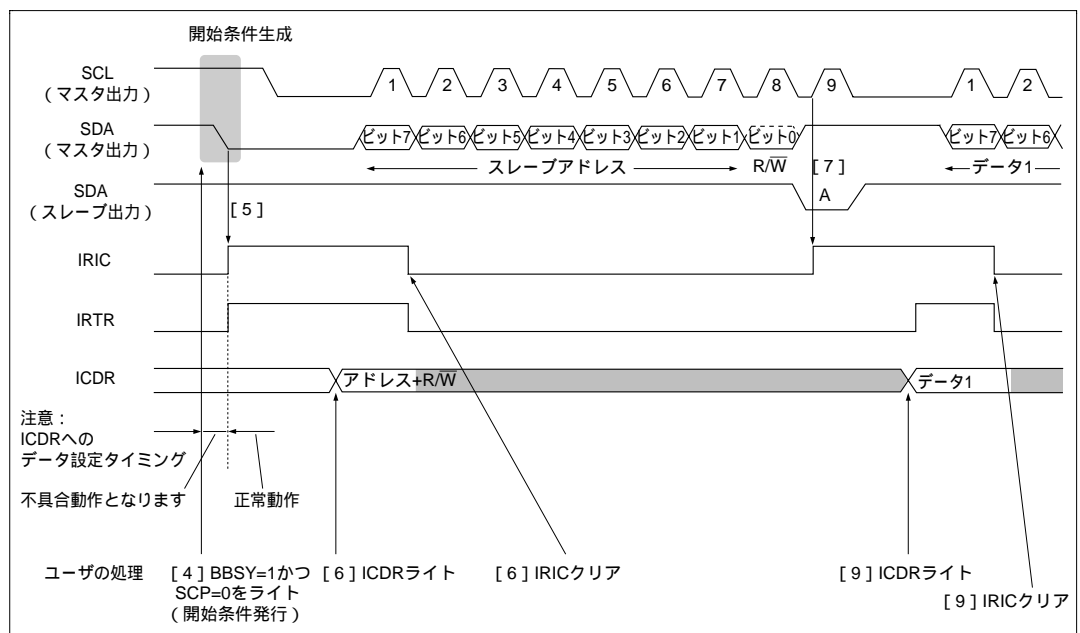 開始条件生成
SCL
(マスタ出力)
1 2 3 4 5 6 7 8 9 1 2
SDA
(マスタ出力)
ビット7 ビット6 ビット5 ビット4 ビット3 ビット2 ビット1 ビット0 ビット7 ビット6
スレーブアドレス R/W [7] データ1
SDA
(スレーブ出力)
[5]
A
IRIC
IRTR
ICDR
アドレス+R/W
データ1
注意:
ICDRへの
データ設定タイミング
不具合動作となります 正常動作
ユーザの処理
[4] BBSY=1かつ
SCP=0をライト
(開始条件発行)
[6] ICDRライト
[6] IRICクリア
[9] ICDRライト
[9] IRICクリア